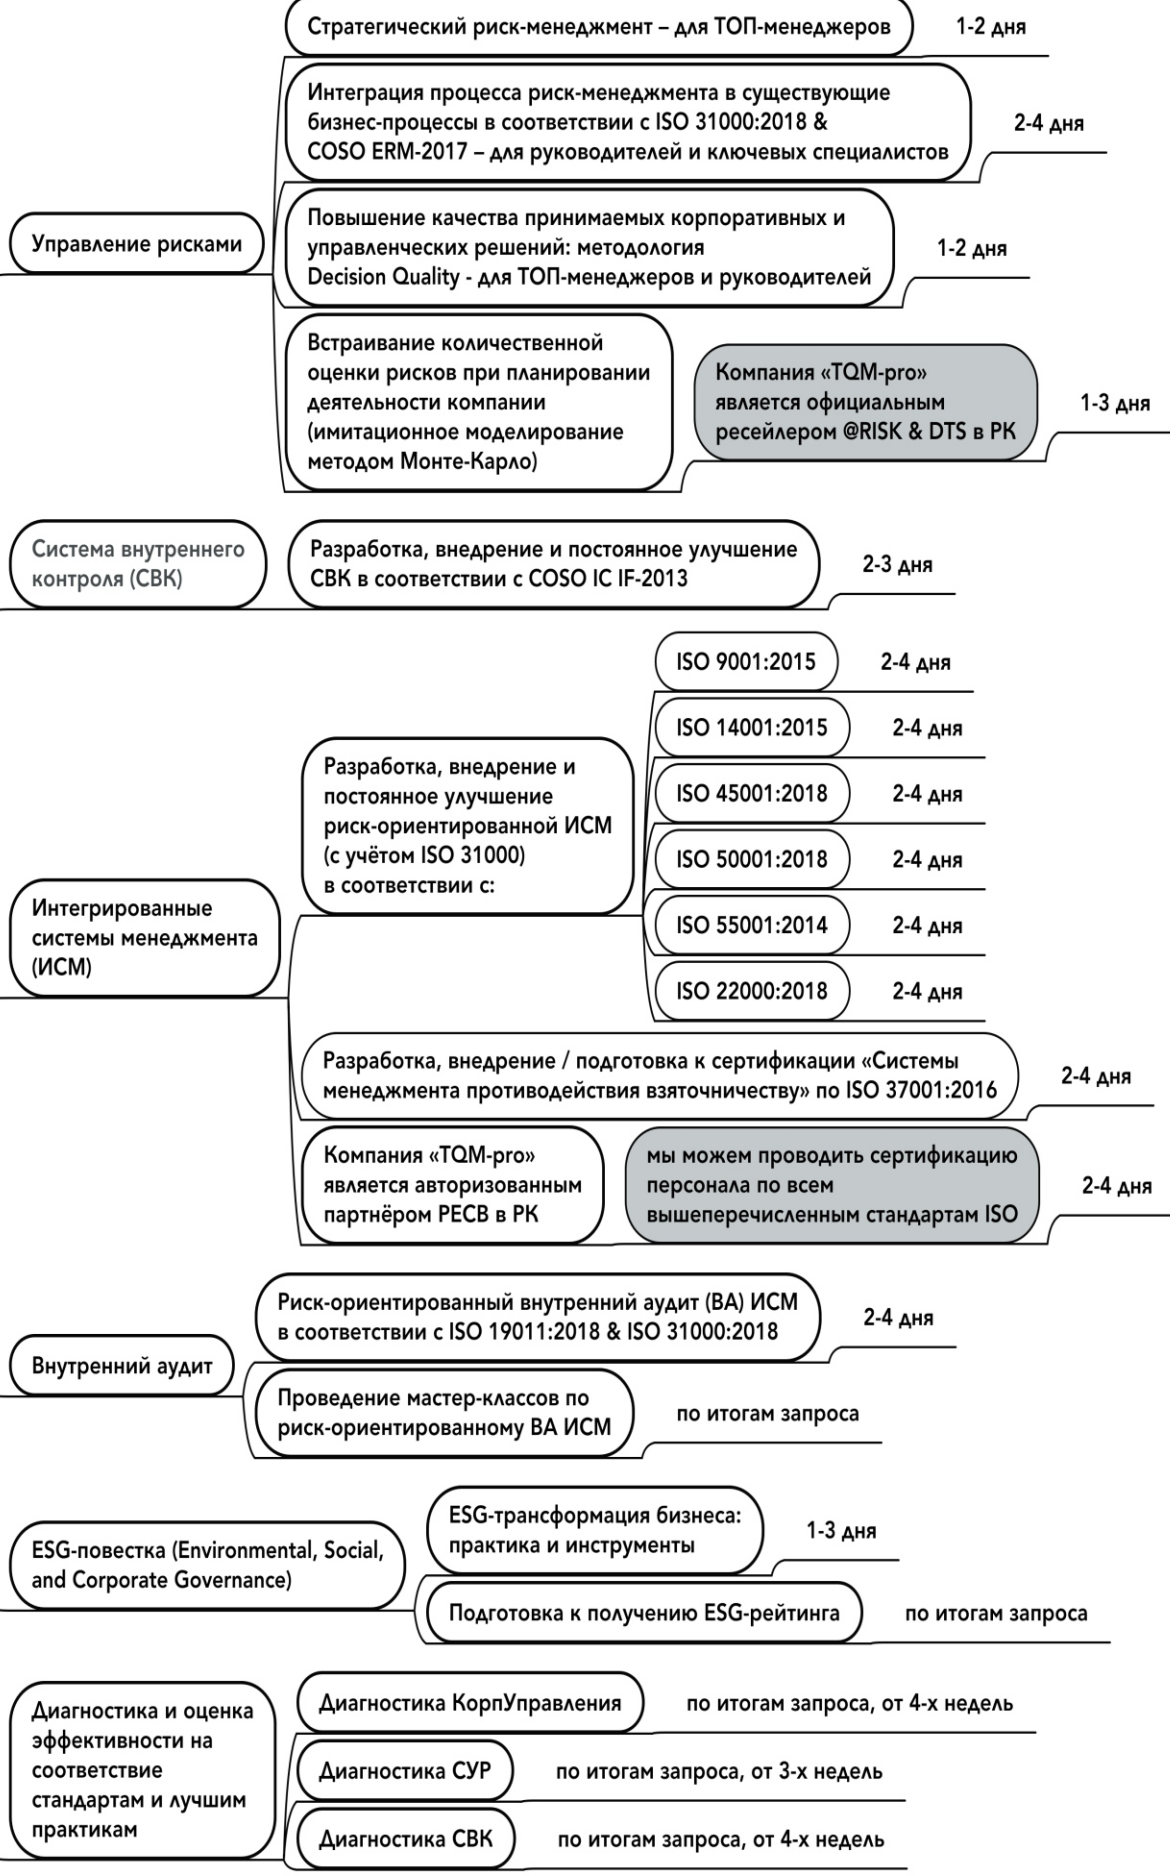 Стратегический риск-менеджмент – для ТОП-менеджеров
1-2 дня
Интеграция процесса риск-менеджмента в существующие
бизнес-процессы в соответствии с ISO 31000:2018 &
COSO ERM-2017 – для руководителей и ключевых специалистов
2-4 дня
Управление рисками
Повышение качества принимаемых корпоративных и
управленческих решений: методология
Decision Quality - для ТОП-менеджеров и руководителей
1-2 дня
Встраивание количественной
оценки рисков при планировании
деятельности компании
(имитационное моделирование
методом Монте-Карло)
Компания «TQM-pro»
является официальным
ресейлером @RISK & DTS в РК
1-3 дня
Система внутреннего
контроля (СВК)
Разработка, внедрение и постоянное улучшение
СВК в соответствии с COSO IC IF-2013
2-3 дня
Интегрированные
системы менеджмента
(ИСМ)
Разработка, внедрение и
постоянное улучшение
риск-ориентированной ИСМ
(с учётом ISO 31000)
в соответствии с:
ISO 9001:2015
2-4 дня
ISO 14001:2015
2-4 дня
ISO 45001:2018
2-4 дня
ISO 50001:2018
2-4 дня
ISO 55001:2014
2-4 дня
ISO 22000:2018
2-4 дня
Разработка, внедрение / подготовка к сертификации «Системы
менеджмента противодействия взяточничеству» по ISO 37001:2016
2-4 дня
Компания «TQM-pro»
является авторизованным
партнёром PECB в РК
мы можем проводить сертификацию
персонала по всем
вышеперечисленным стандартам ISO
2-4 дня
Внутренний аудит
Риск-ориентированный внутренний аудит (ВА) ИСМ
в соответствии с ISO 19011:2018 & ISO 31000:2018
2-4 дня
Проведение мастер-классов по
риск-ориентированному ВА ИСМ
по итогам запроса
ESG-повестка (Environmental, Social,
and Corporate Governance)
ESG-трансформация бизнеса:
практика и инструменты
1-3 дня
Подготовка к получению ESG-рейтинга
по итогам запроса
Диагностика и оценка
эффективности на
соответствие
стандартам и лучшим
практикам
Диагностика КорпУправления
по итогам запроса, от 4-х недель
Диагностика СУР
по итогам запроса, от 3-х недель
Диагностика СВК
по итогам запроса, от 4-х недель